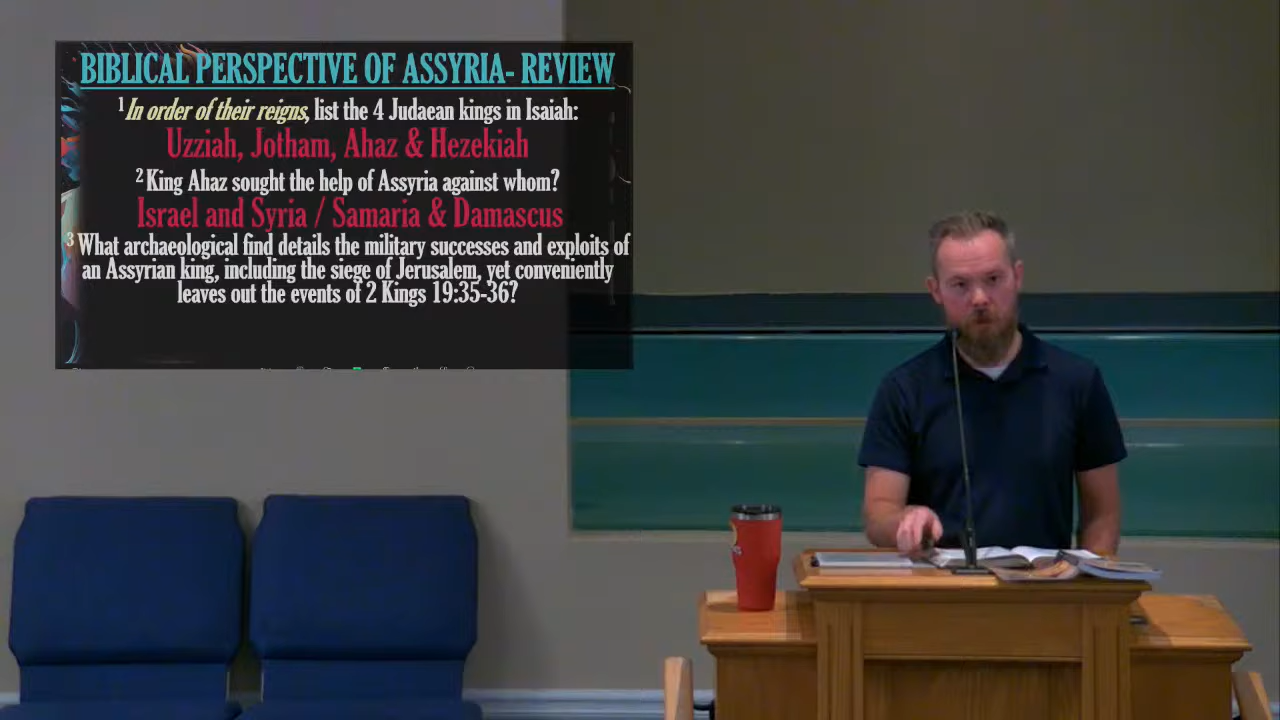 BIBLICAL PERSPECTIVE OF ASSYRIA- REVIEW
1 In order of their reigns, list the 4 Judaean kings in Isaiah:
Uzziah, Jotham, Ahaz & Hezekiah
2 King Ahaz sought the help of Assyria against whom?
Israel and Syria / Samaria & Damascus
3 What archaeological find details the military successes and exploits of
an Assyrian king, including the siege of Jerusalem, yet conveniently
leaves out the events of 2 Kings 19:35-36?